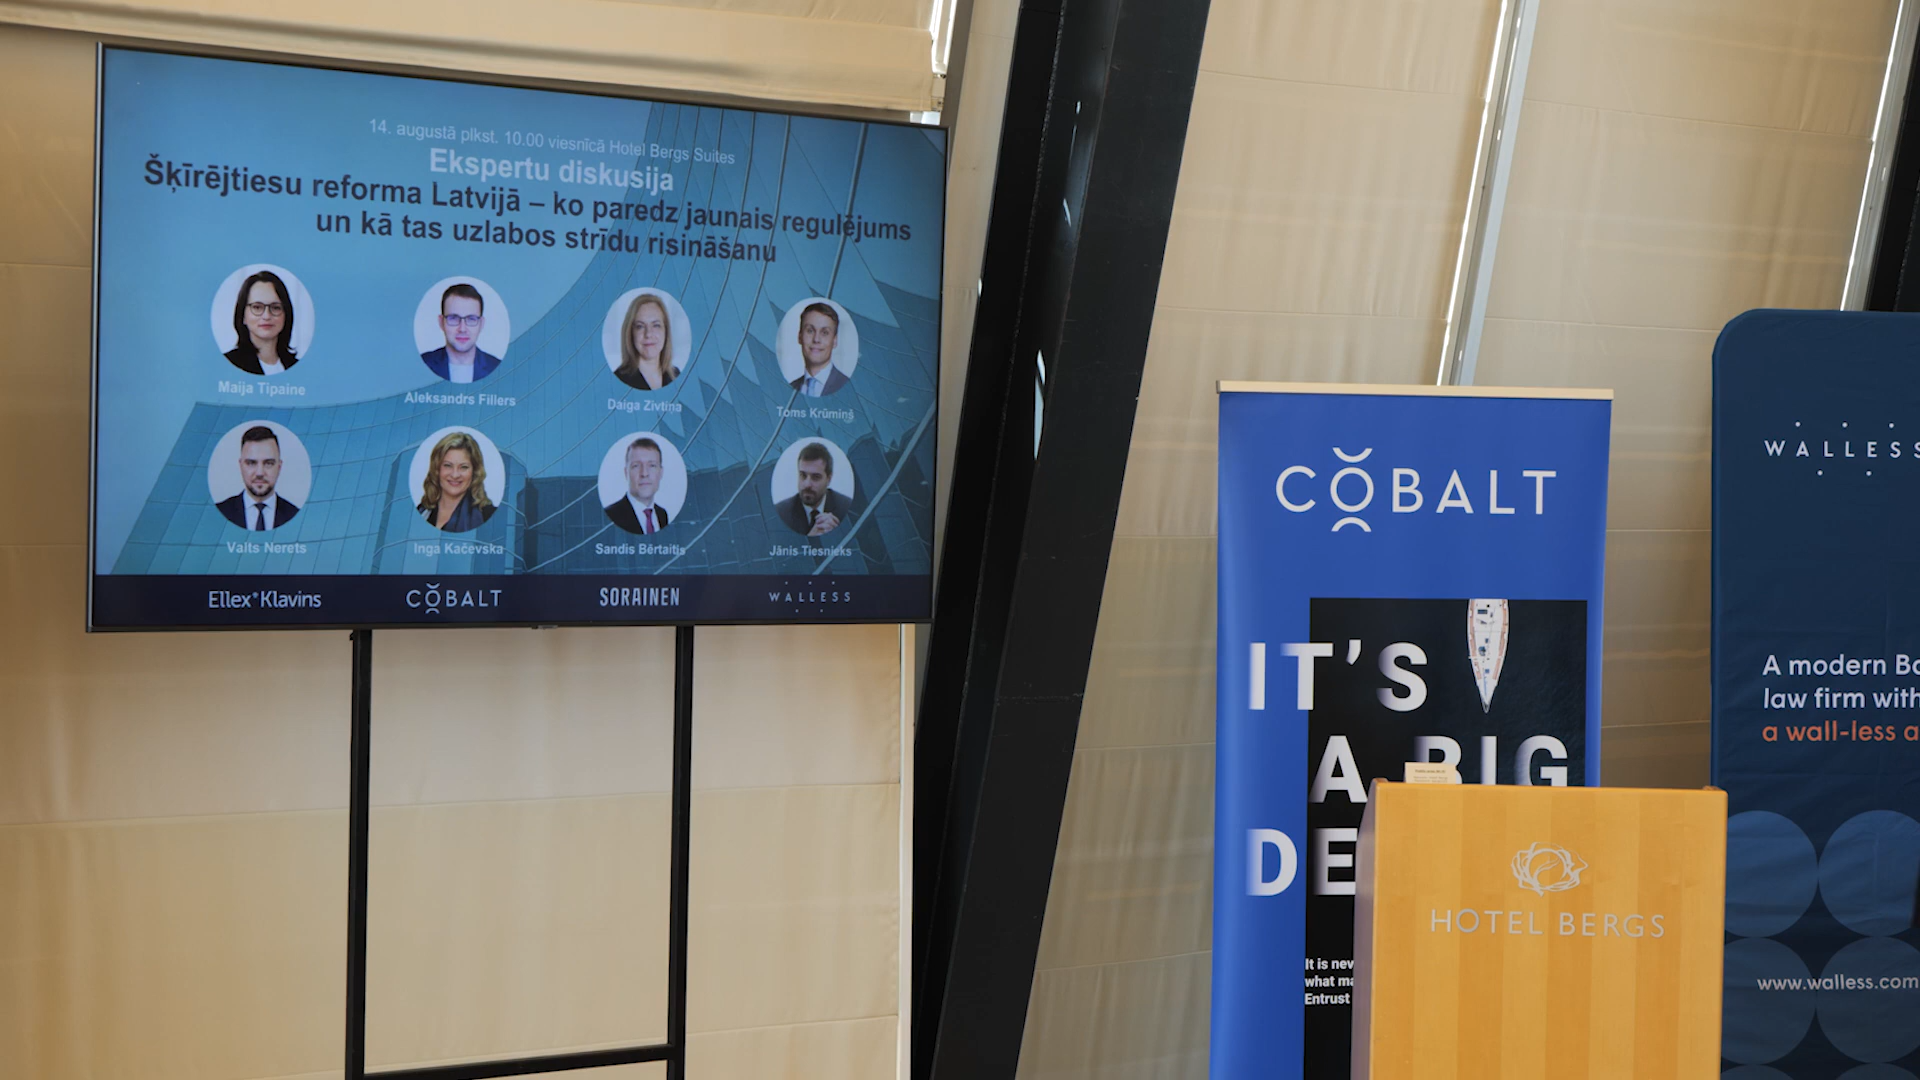 14. augustā plkst. 10.00 viesnīcā Hotel Bergs Suites
Ekspertu diskusija
Šķīrējtiesu reforma Latvijā – ko paredz jaunais regulējums
un kā tas uzlabos strīdu risināšanu
Maija Tipaine
Aleksandrs Fillers
Daiga Zivtiņa
Toms Krūmiņš
Valts Nerets
Inga Kačevska
Sandis Bērtaitis
Jānis Tiesnieks
Ellex Klavins
COBALT
SORAINEN
WALLESS
COBALT
IT'S
A BIG
DE
It is nev
what ma
Entrust
HOTEL BERGS
WALLESS
A modern Ba
law firm with
a wall-less a
www.walless.com